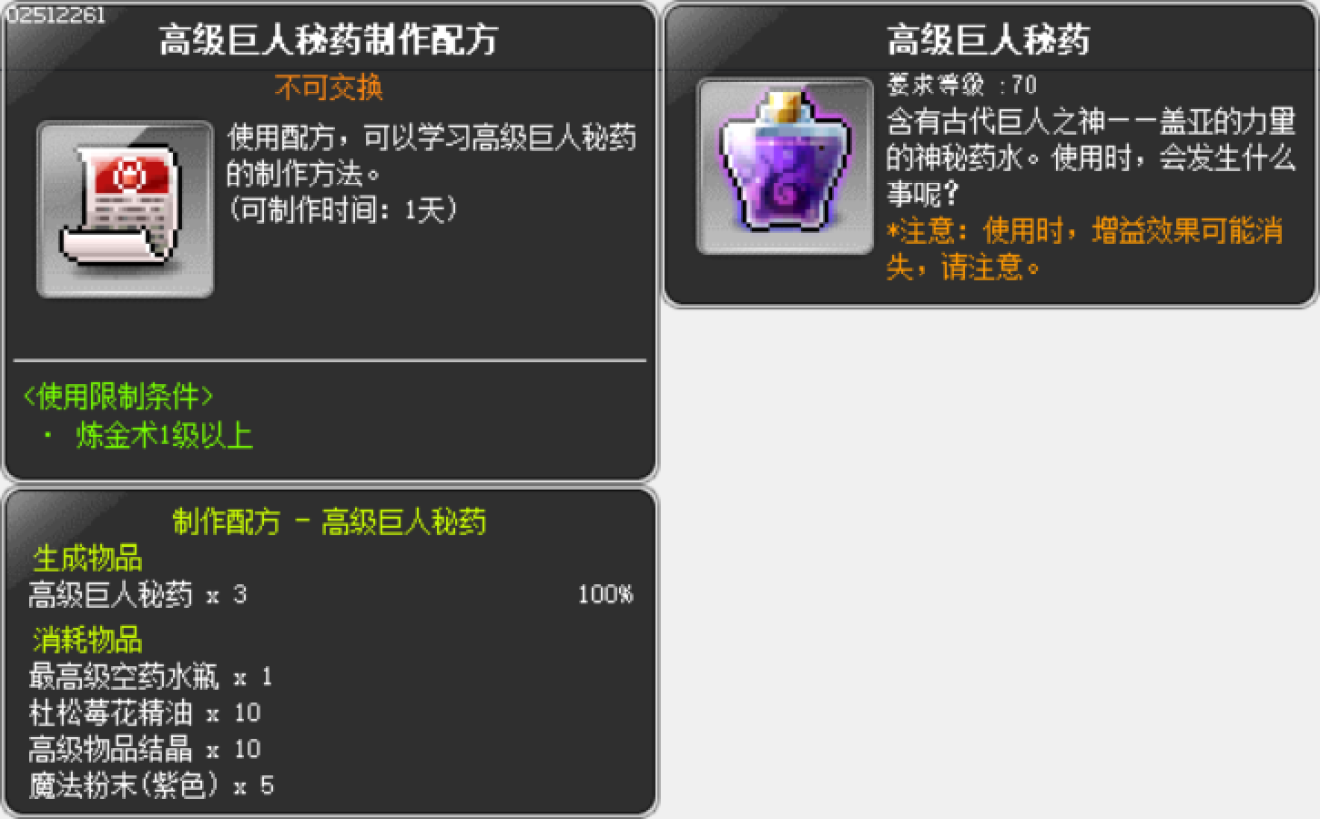 02512261
高级巨人秘药制作配方
不可交换
使用配方，可以学习高级巨人秘药
的制作方法。
(可制作时间：1天)
<使用限制条件>
· 炼金术1级以上
制作配方 - 高级巨人秘药
生成物品
高级巨人秘药 x 3 100%
消耗物品
最高级空药水瓶 x 1
杜松莓花精油 x 10
高级物品结晶 x 10
魔法粉末(紫色) x 5
高级巨人秘药
要求等级 :70
含有古代巨人之神——盖亚的力量
的神秘药水。使用时，会发生什么
事呢?
*注意：使用时，增益效果可能消
失，请注意。